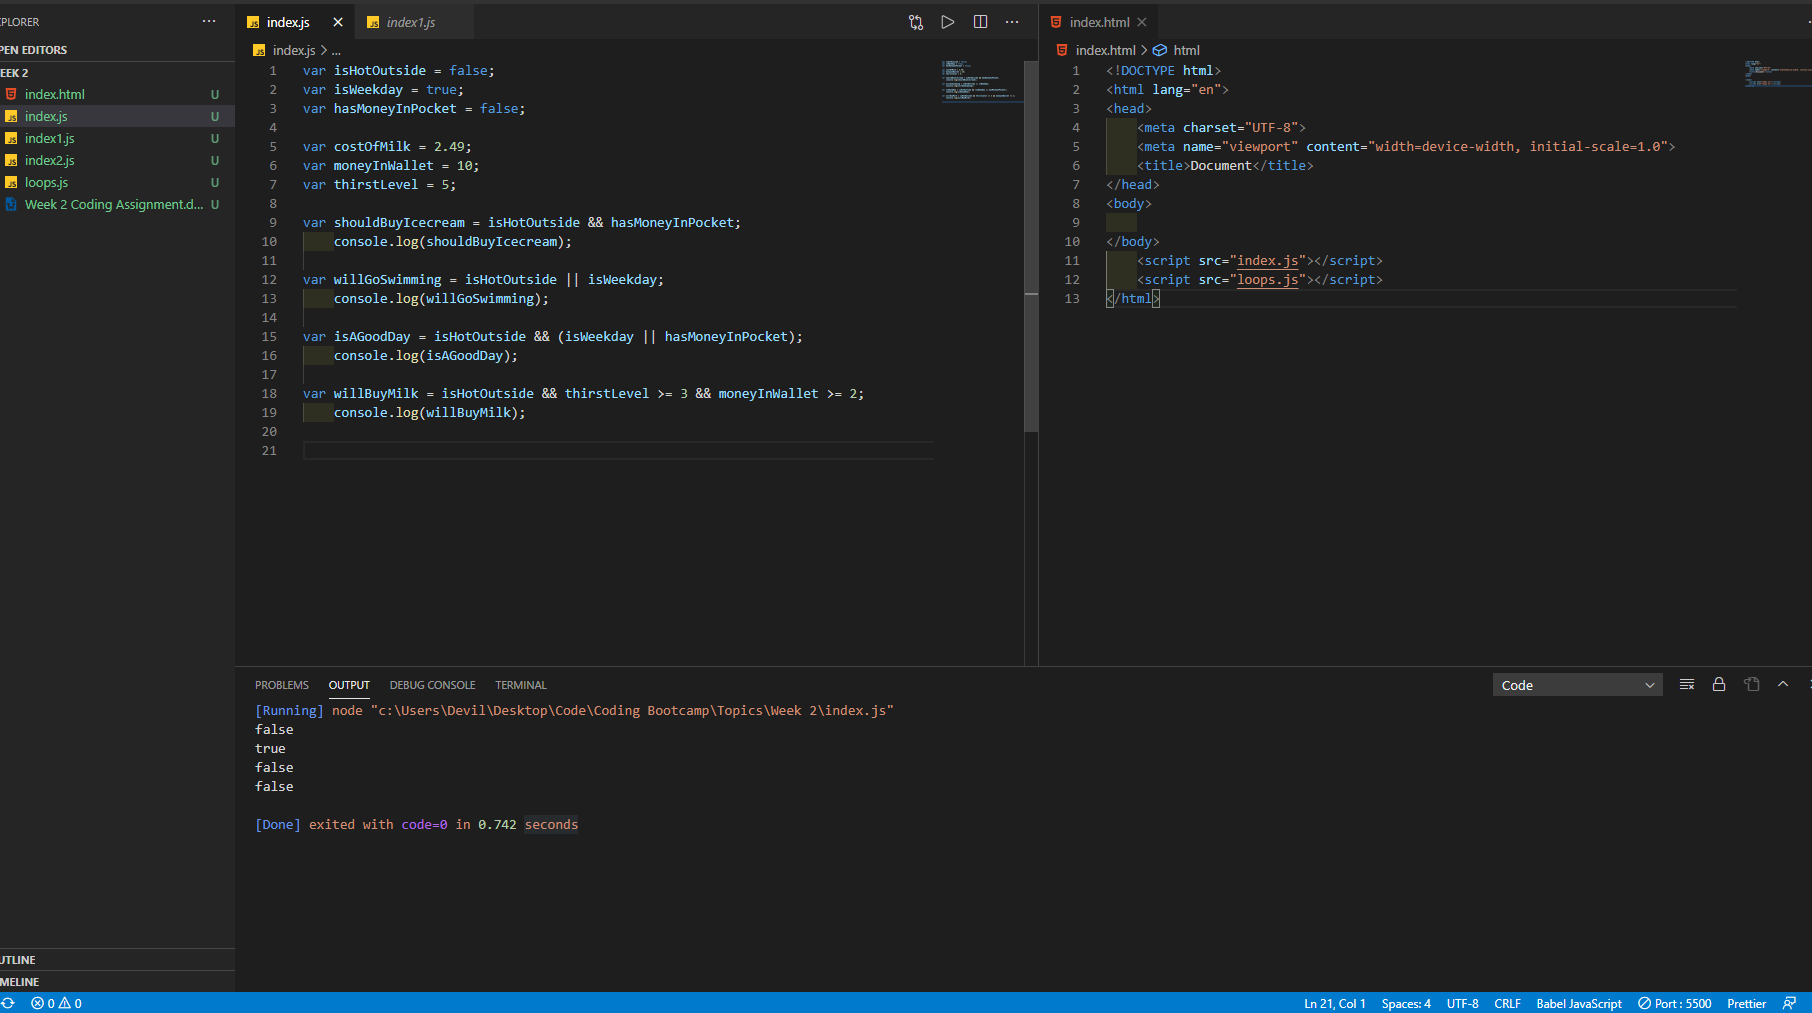 PLORER
PEN EDITORS
EEK 2
index.html U
index.js U
index1.js U
index2.js U
loops.js U
Week 2 Coding Assignment.d... U
UTLINE
MELINE
index.js
index1.js
index.js > ...
1 var isHotOutside = false;
2 var isWeekday = true;
3 var hasMoneyInPocket = false;
4
5 var costOfMilk = 2.49;
6 var moneyInWallet = 10;
7 var thirstLevel = 5;
8
9 var shouldBuyIcecream = isHotOutside && hasMoneyInPocket;
10 console.log(shouldBuyIcecream);
11
12 var willGoSwimming = isHotOutside || isWeekday;
13 console.log(willGoSwimming);
14
15 var isAGoodDay = isHotOutside && (isWeekday || hasMoneyInPocket);
16 console.log(isAGoodDay);
17
18 var willBuyMilk = isHotOutside && thirstLevel >= 3 && moneyInWallet >= 2;
19 console.log(willBuyMilk);
20
21
index.html
index.html > html
1 <!DOCTYPE html>
2 <html lang="en">
3 <head>
4 <meta charset="UTF-8">
5 <meta name="viewport" content="width=device-width, initial-scale=1.0">
6 <title>Document</title>
7 </head>
8 <body>
9
10 </body>
11 <script src="index.js"></script>
12 <script src="loops.js"></script>
13 </html>
PROBLEMS OUTPUT DEBUG CONSOLE TERMINAL
Code
[Running] node "c:\Users\Devil\Desktop\Code\Coding Bootcamp\Topics\Week 2\index.js"
false
true
false
false
[Done] exited with code=0 in 0.742 seconds
0 0
Ln 21, Col 1 Spaces: 4 UTF-8 CRLF Babel JavaScript Port : 5500 Prettier